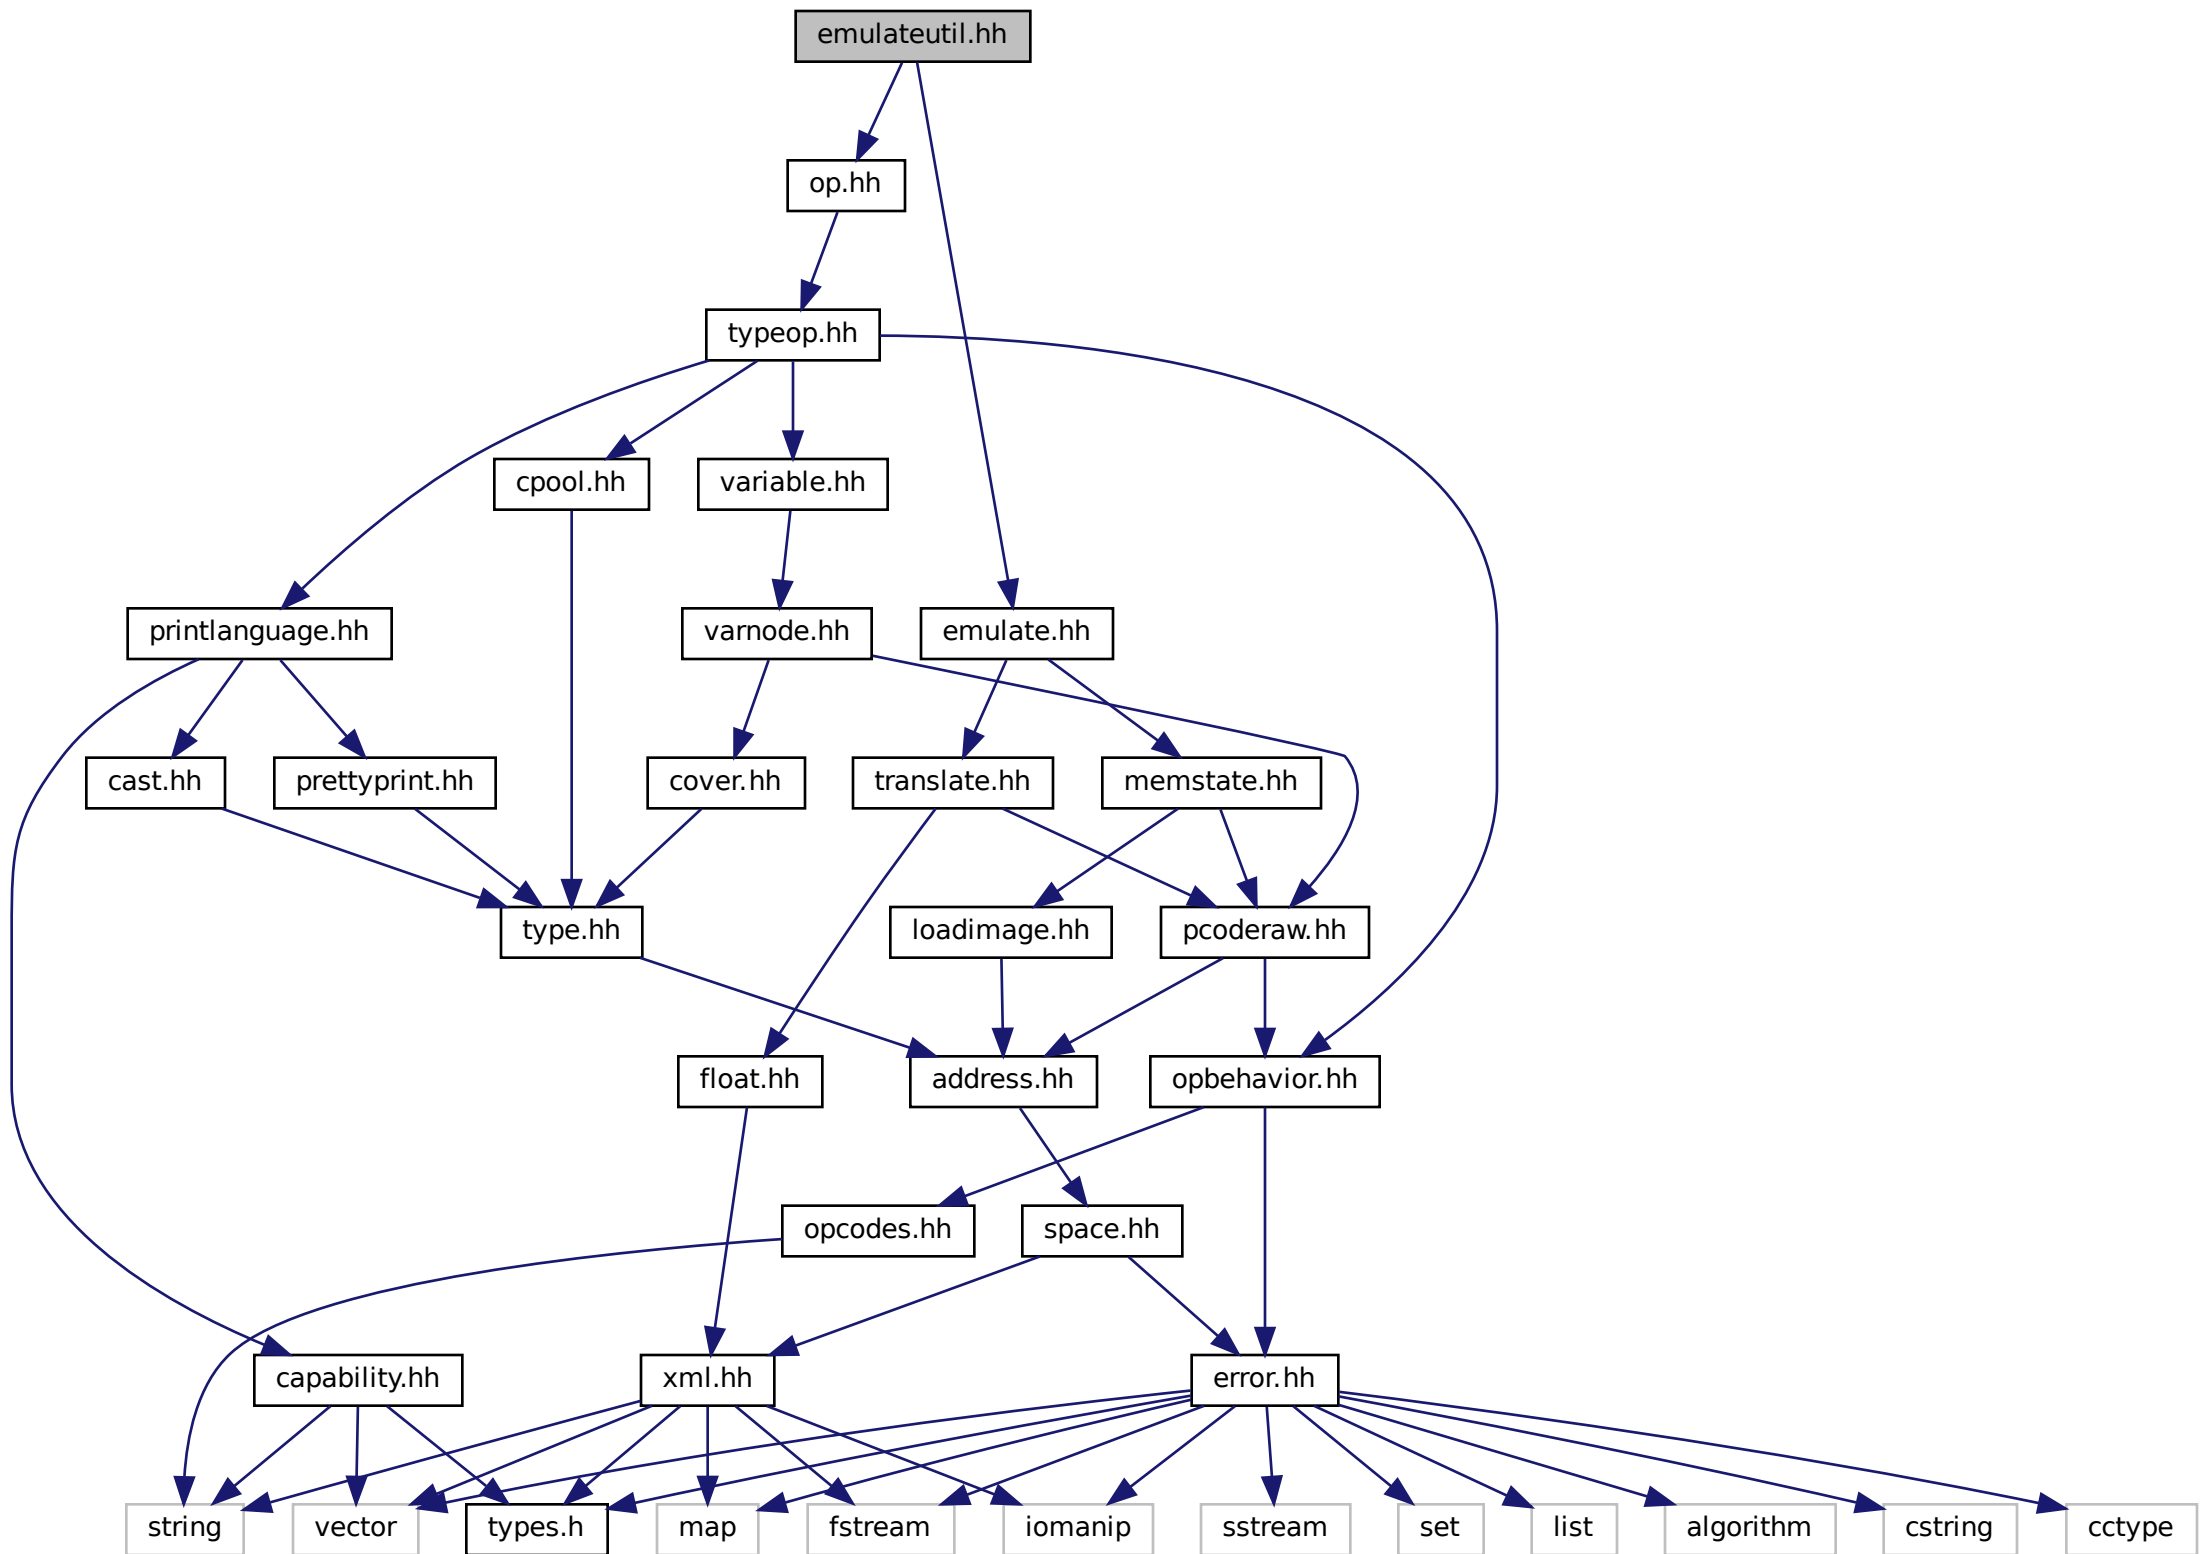 emulateutil.hh
op.hh
typeop.hh
cpool.hh
variable.hh
printlanguage.hh
varnode.hh
emulate.hh
cast.hh
prettyprint.hh
cover.hh
translate.hh
memstate.hh
type.hh
loadimage.hh
pcoderaw.hh
float.hh
address.hh
opbehavior.hh
opcodes.hh
space.hh
capability.hh
xml.hh
error.hh
string
vector
types.h
map
fstream
iomanip
sstream
set
list
algorithm
cstring
cctype